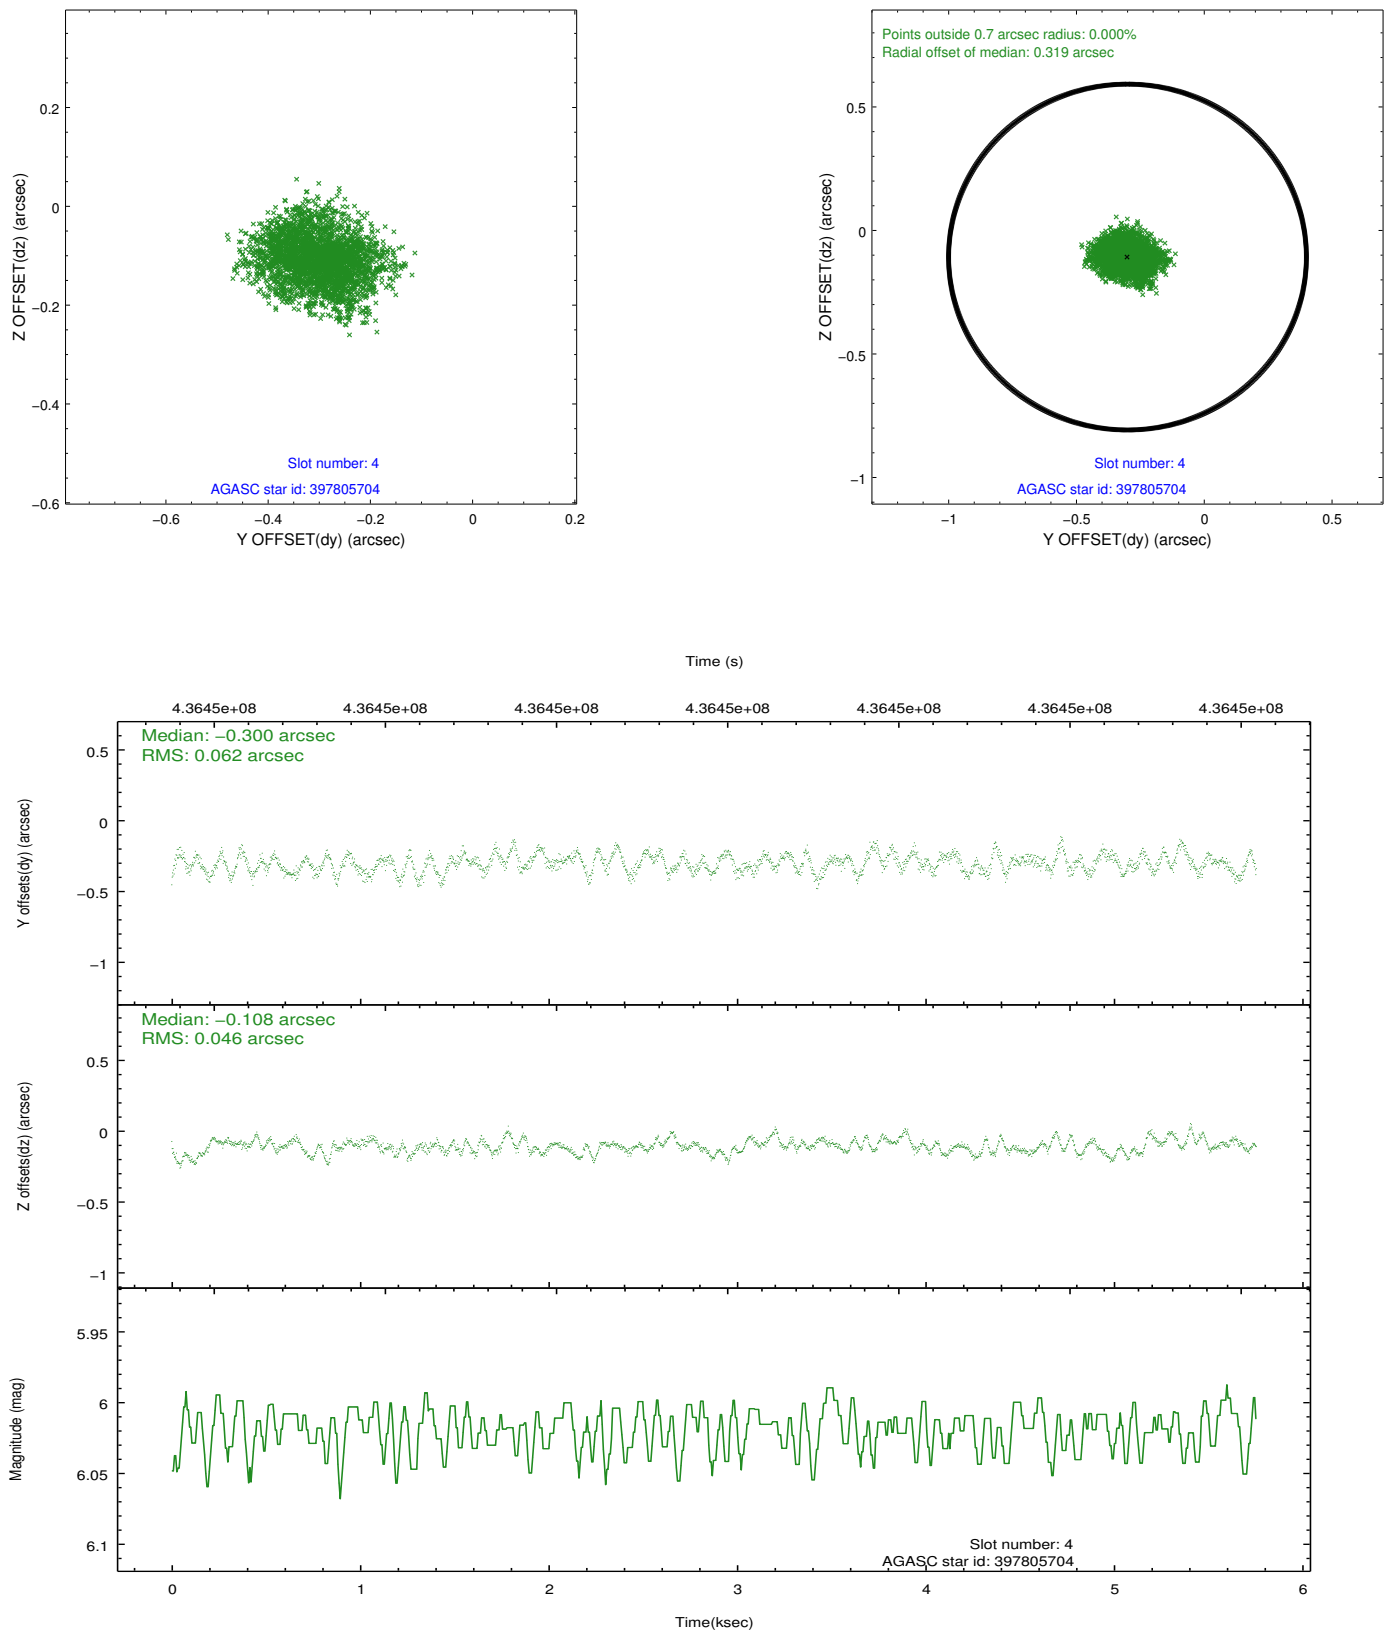 0.2
0
−0.2
−0.4
−0.6
Z OFFSET(dz) (arcsec)
Slot number: 4
AGASC star id: 397805704
−0.6
−0.4
−0.2
0
0.2
Y OFFSET(dy) (arcsec)
Points outside 0.7 arcsec radius: 0.000%
Radial offset of median: 0.319 arcsec
0.5
0
−0.5
−1
Z OFFSET(dz) (arcsec)
Slot number: 4
AGASC star id: 397805704
−1
−0.5
0
0.5
Y OFFSET(dy) (arcsec)
Time (s)
4.3645e+08 4.3645e+08 4.3645e+08 4.3645e+08 4.3645e+08 4.3645e+08 4.3645e+08
Median: −0.300 arcsec
RMS: 0.062 arcsec
0.5
0
−0.5
−1
Y offsets(dy) (arcsec)
Median: −0.108 arcsec
RMS: 0.046 arcsec
0.5
0
−0.5
−1
Z offsets(dz) (arcsec)
5.95
6
6.05
6.1
Magnitude (mag)
Slot number: 4
AGASC star id: 397805704
0 1 2 3 4 5 6
Time(ksec)